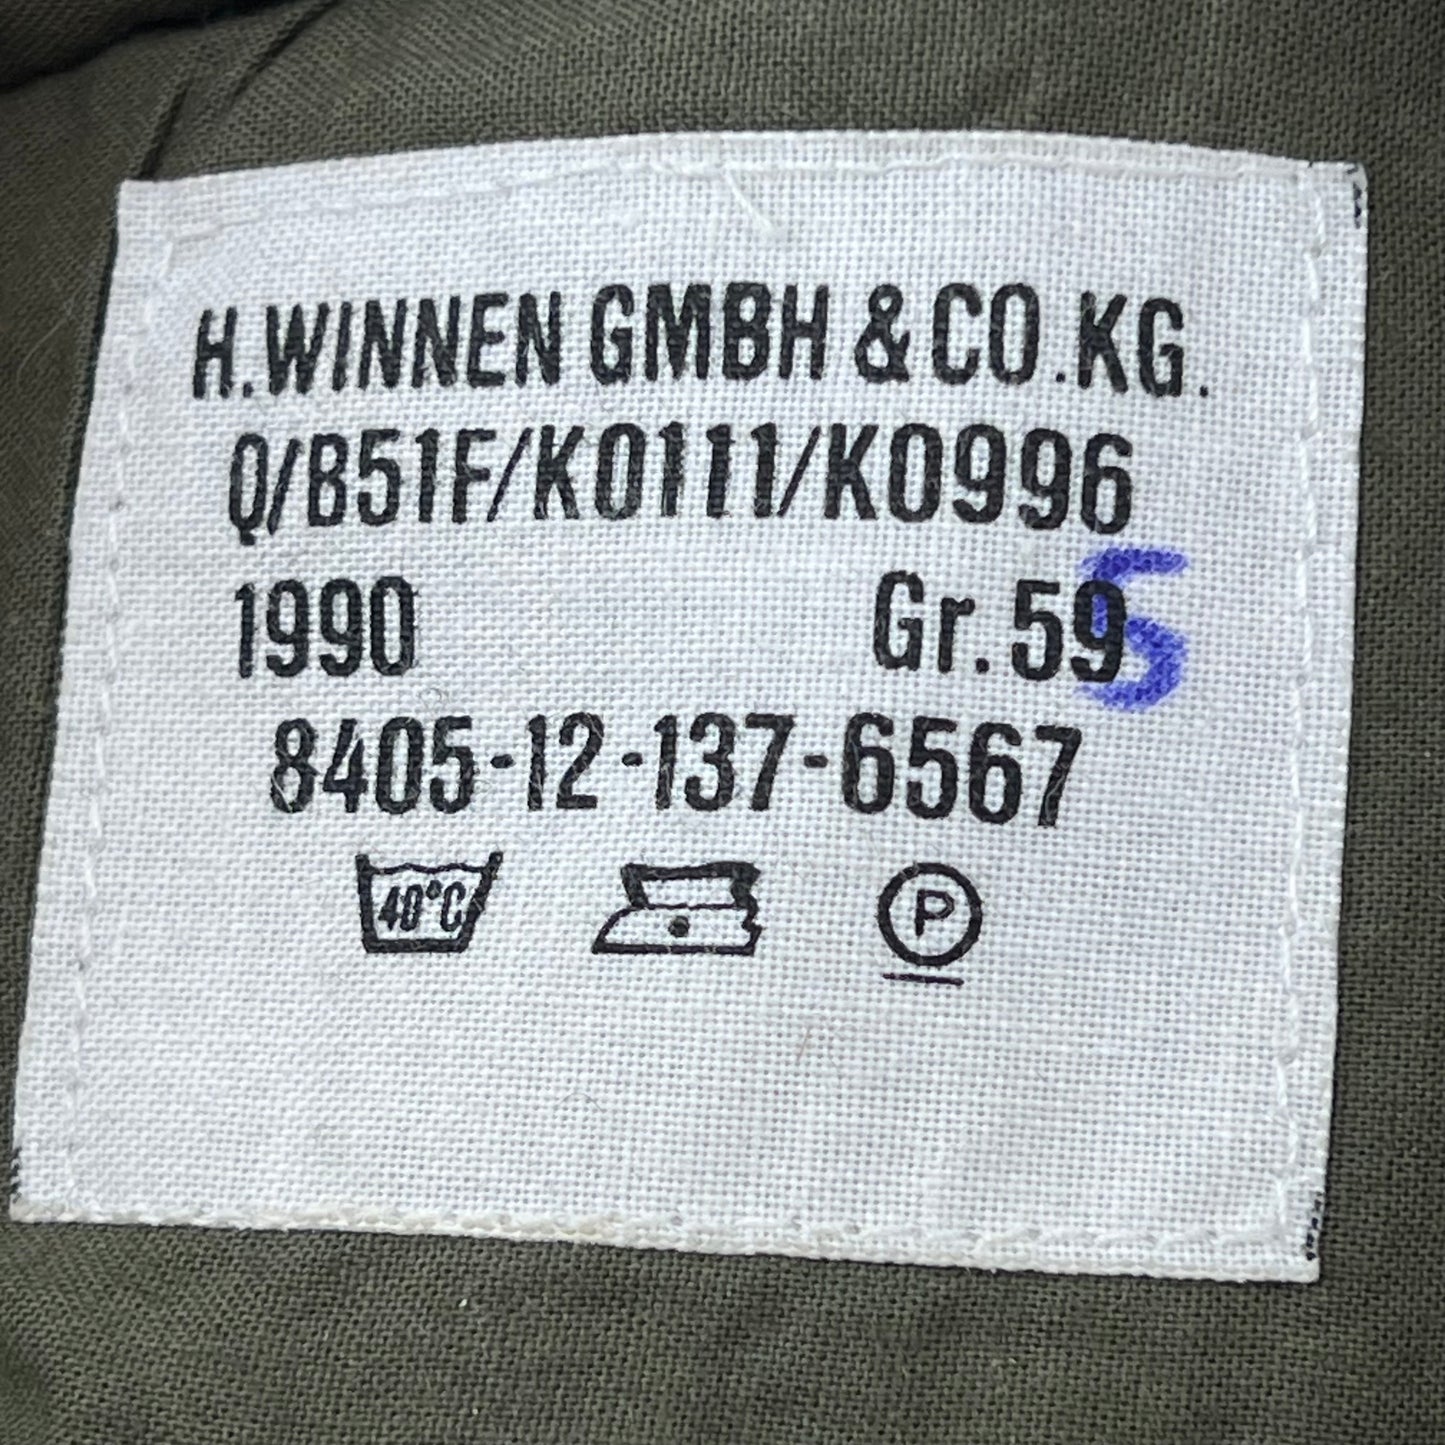 H.WINNEN GMBH & CO.KG.
Q/B51F/K0111/K0996
1990 Gr.59 5
8405-12-137-6567
40°C P